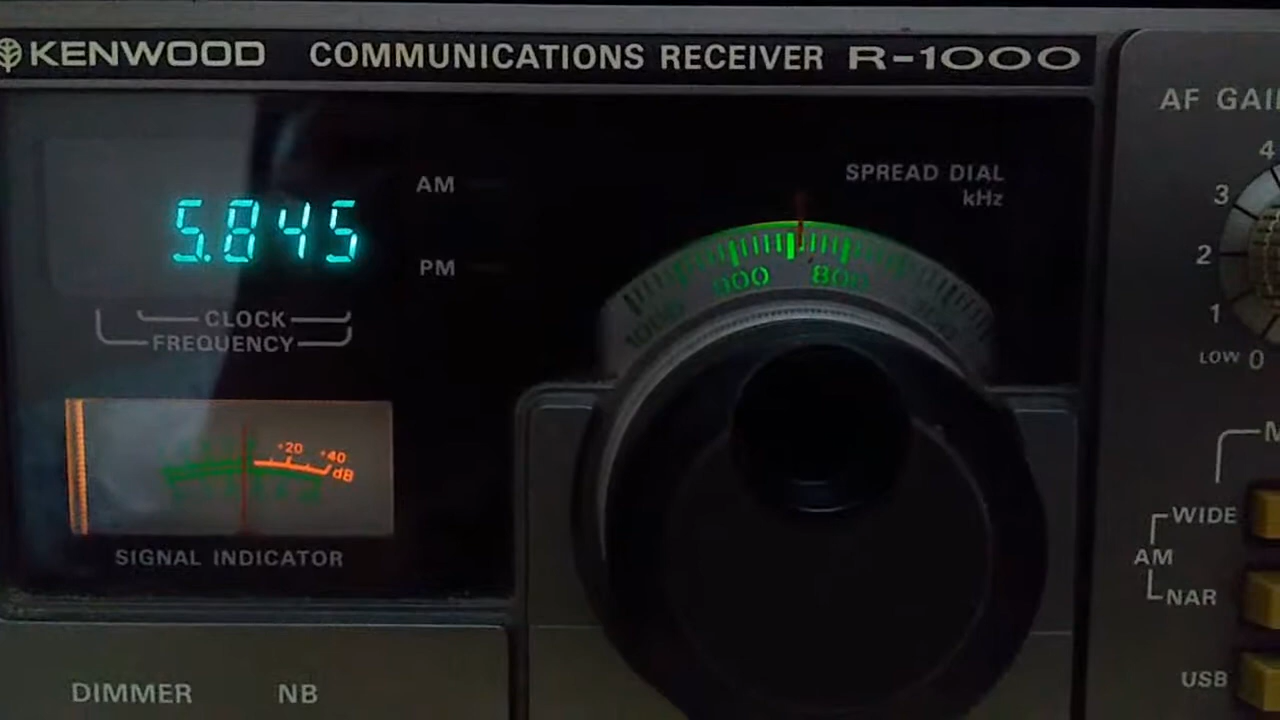 KENWOOD COMMUNICATIONS RECEIVER R-1000
AF GAI
4
3
2
1
LOW 0
SPREAD DIAL
kHz
AM
PM
5.845
CLOCK
FREQUENCY
1000 900 800
+20 +40
dB
SIGNAL INDICATOR
M
WIDE
AM
NAR
USB
DIMMER NB